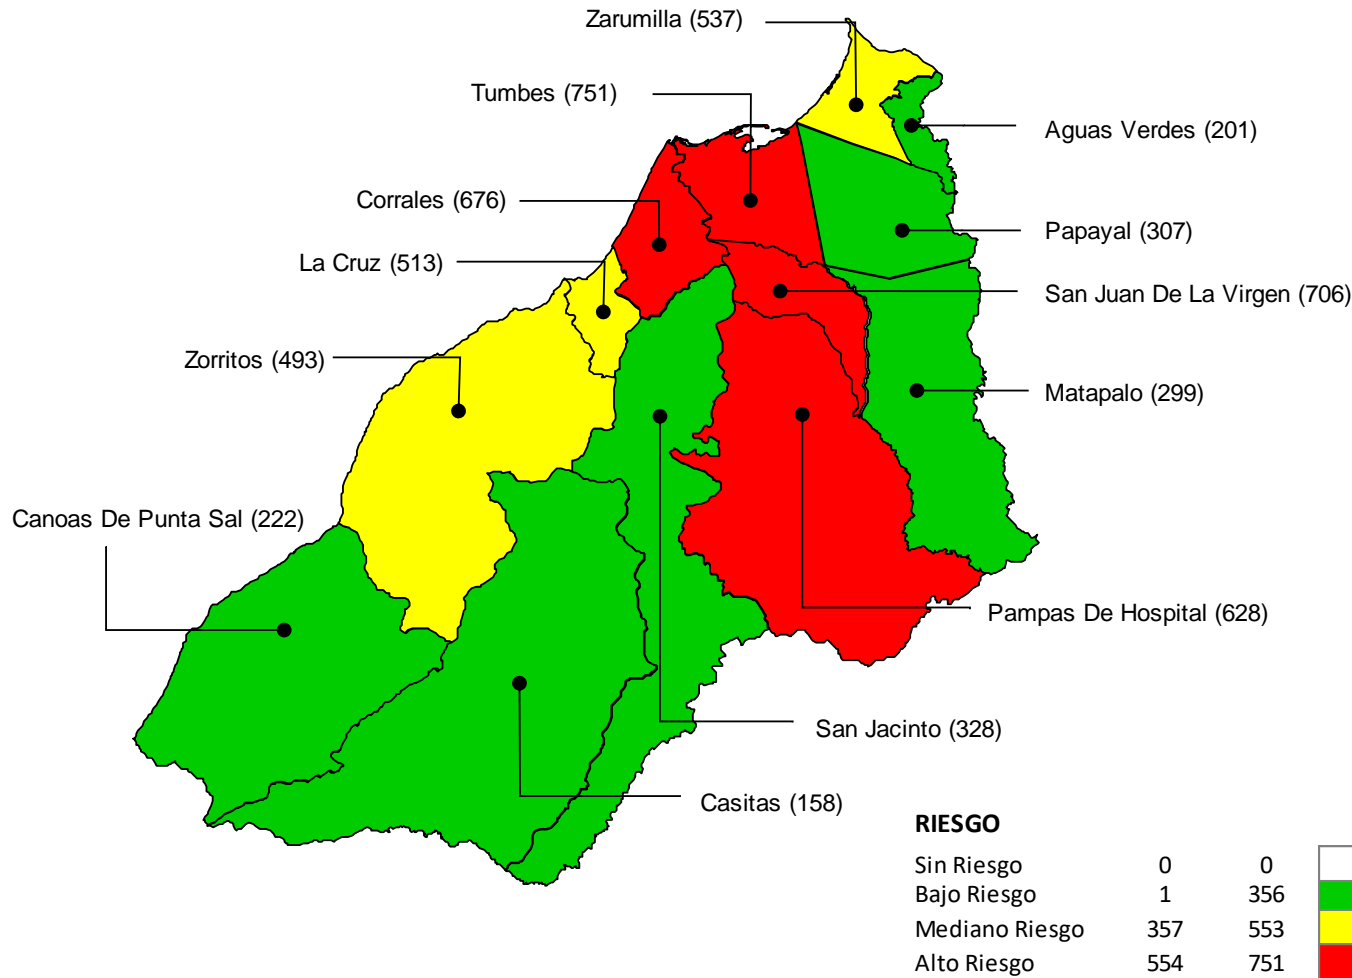 Zarumilla (537)
Tumbes (751)
Aguas Verdes (201)
Corrales (676)
Papayal (307)
La Cruz (513)
San Juan De La Virgen (706)
Zorritos (493)
Matapalo (299)
Canoas De Punta Sal (222)
Pampas De Hospital (628)
San Jacinto (328)
Casitas (158)
RIESGO
Sin Riesgo 0 0
Bajo Riesgo 1 356
Mediano Riesgo 357 553
Alto Riesgo 554 751